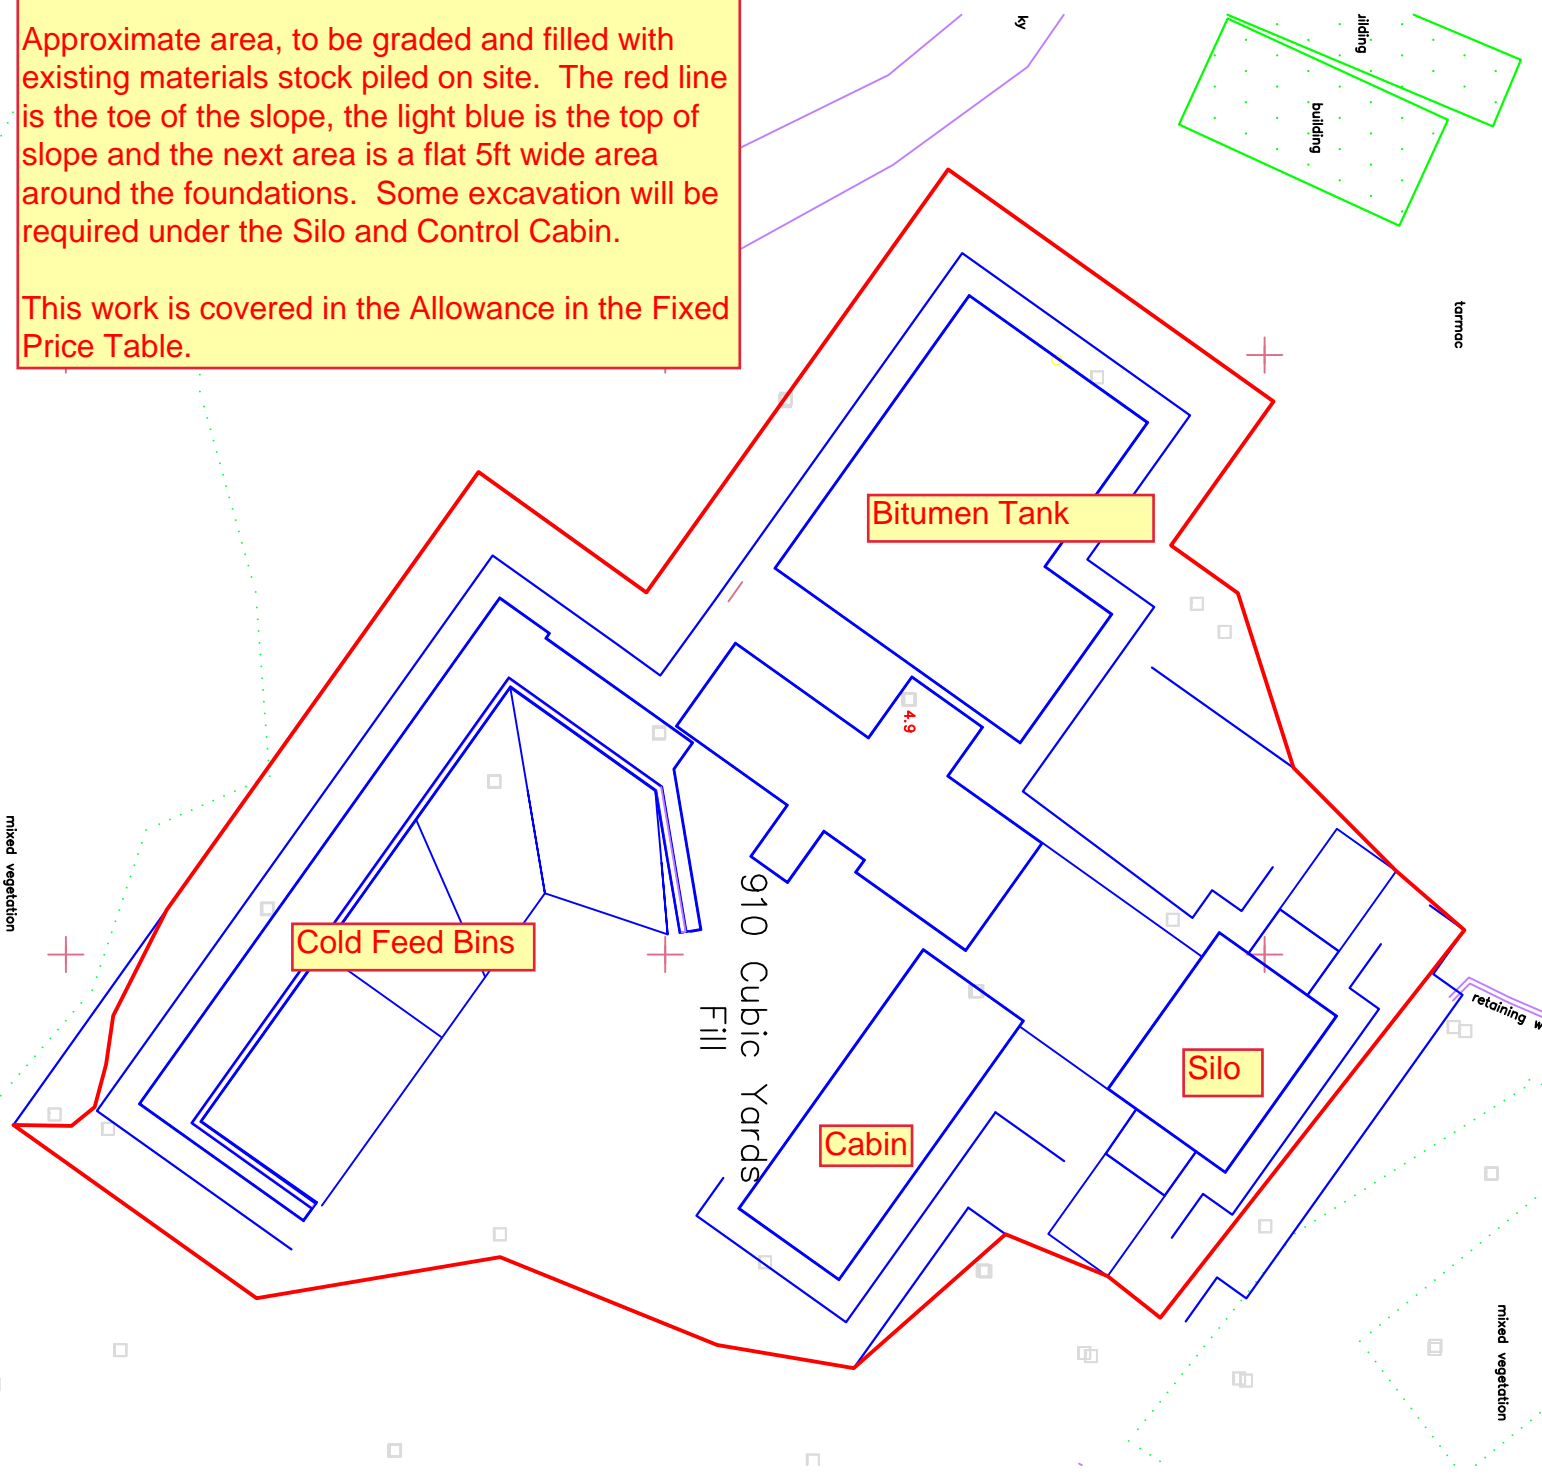 Approximate area, to be graded and filled with
existing materials stock piled on site. The red line
is the toe of the slope, the light blue is the top of
slope and the next area is a flat 5ft wide area
around the foundations. Some excavation will be
required under the Silo and Control Cabin.
This work is covered in the Allowance in the Fixed
Price Table.
ky
uilding
building
tarmac
Bitumen Tank
4.9
mixed vegetation
Cold Feed Bins
910 Cubic Yards
Fill
retaining w
Silo
Cabin
mixed vegetation